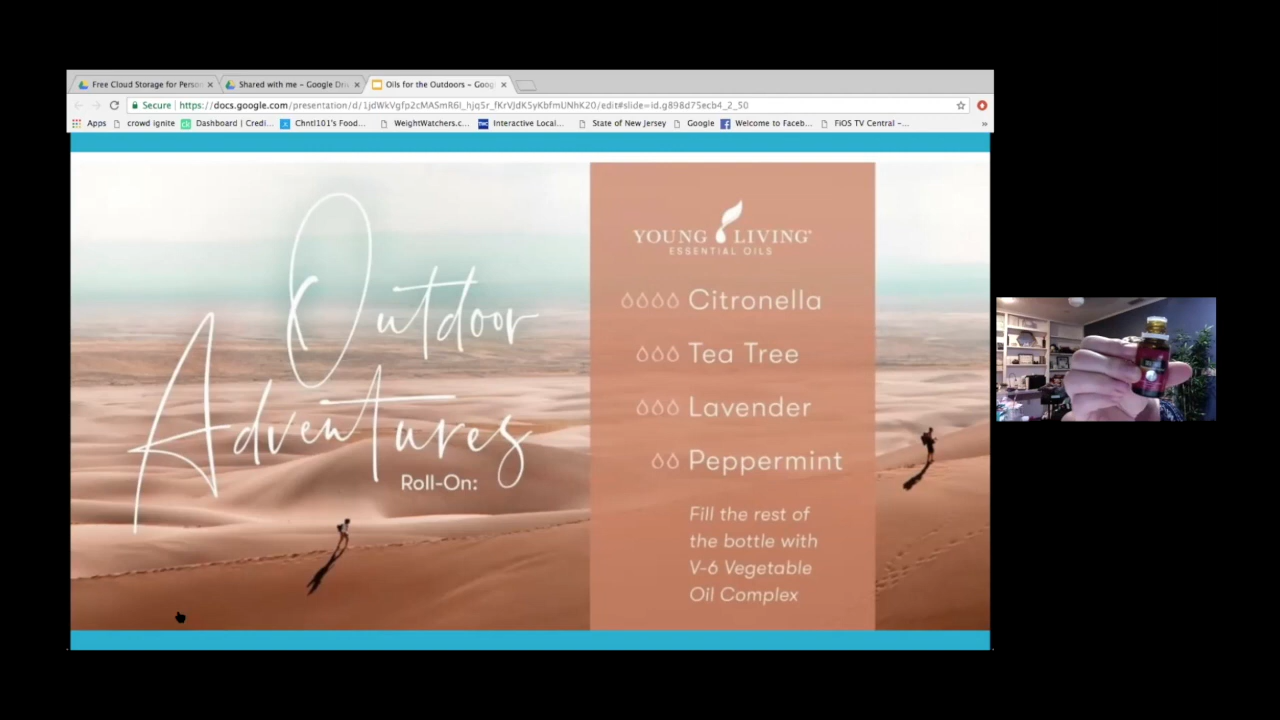 Free Cloud Storage for Person
Shared with me – Google Driv
Oils for the Outdoors – Goog
Secure
https://docs.google.com/presentation/d/1jdWkVgfp2cMASmR6l_hjq5r_fKrVJdK5yKbfmUNhK20/edit#slide=id.g898d75ecb4_2_50
Apps
crowd ignite
Dashboard | Credi...
Chntl101's Food...
WeightWatchers.c...
Interactive Local...
State of New Jersey
Google
Welcome to Faceb...
FiOS TV Central –...
Outdoor
Adventures
Roll-On:
YOUNG LIVING
ESSENTIAL OILS
Citronella
Tea Tree
Lavender
Peppermint
Fill the rest of
the bottle with
V-6 Vegetable
Oil Complex